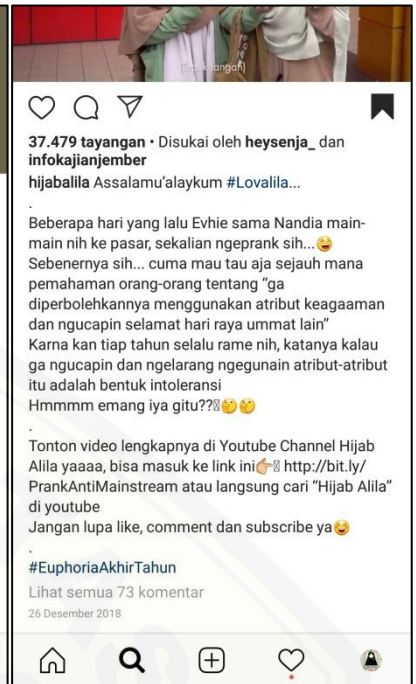 37.479 tayangan • Disukai oleh heysenja_ dan
infokajianjember
hijabalila Assalamu'alaykum #Lovalila...
.
Beberapa hari yang lalu Evhie sama Nandia main-
main nih ke pasar, sekalian ngeprank sih...😂
Sebenernya sih... cuma mau tau aja sejauh mana
pemahaman orang-orang tentang "ga
diperbolehkannya menggunakan atribut keagaaman
dan ngucapin selamat hari raya ummat lain"
Karna kan tiap tahun selalu rame nih, katanya kalau
ga ngucapin dan ngelarang ngegunain atribut-atribut
itu adalah bentuk intoleransi
Hmmmm emang iya gitu??🤔🤔
.
Tonton video lengkapnya di Youtube Channel Hijab
Alila yaaaa, bisa masuk ke link ini👉 http://bit.ly/
PrankAntiMainstream atau langsung cari "Hijab Alila"
di youtube
Jangan lupa like, comment dan subscribe ya😂
.
#EuphoriaAkhirTahun
Lihat semua 73 komentar
26 Desember 2018